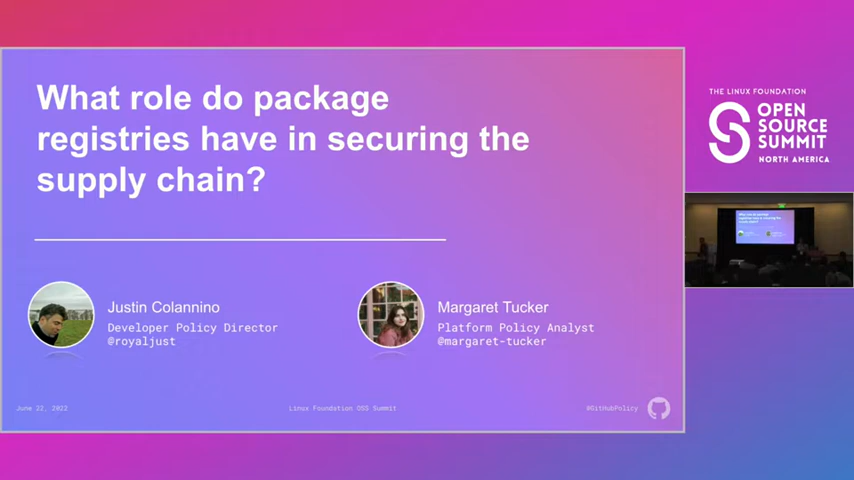 What role do package
registries have in securing the
supply chain?
Justin Colannino
Developer Policy Director
@royaljust
Margaret Tucker
Platform Policy Analyst
@margaret-tucker
June 22, 2022
Linux Foundation OSS Summit
#GitHubPolicy
THE LINUX FOUNDATION
OPEN
SOURCE
SUMMIT
NORTH AMERICA